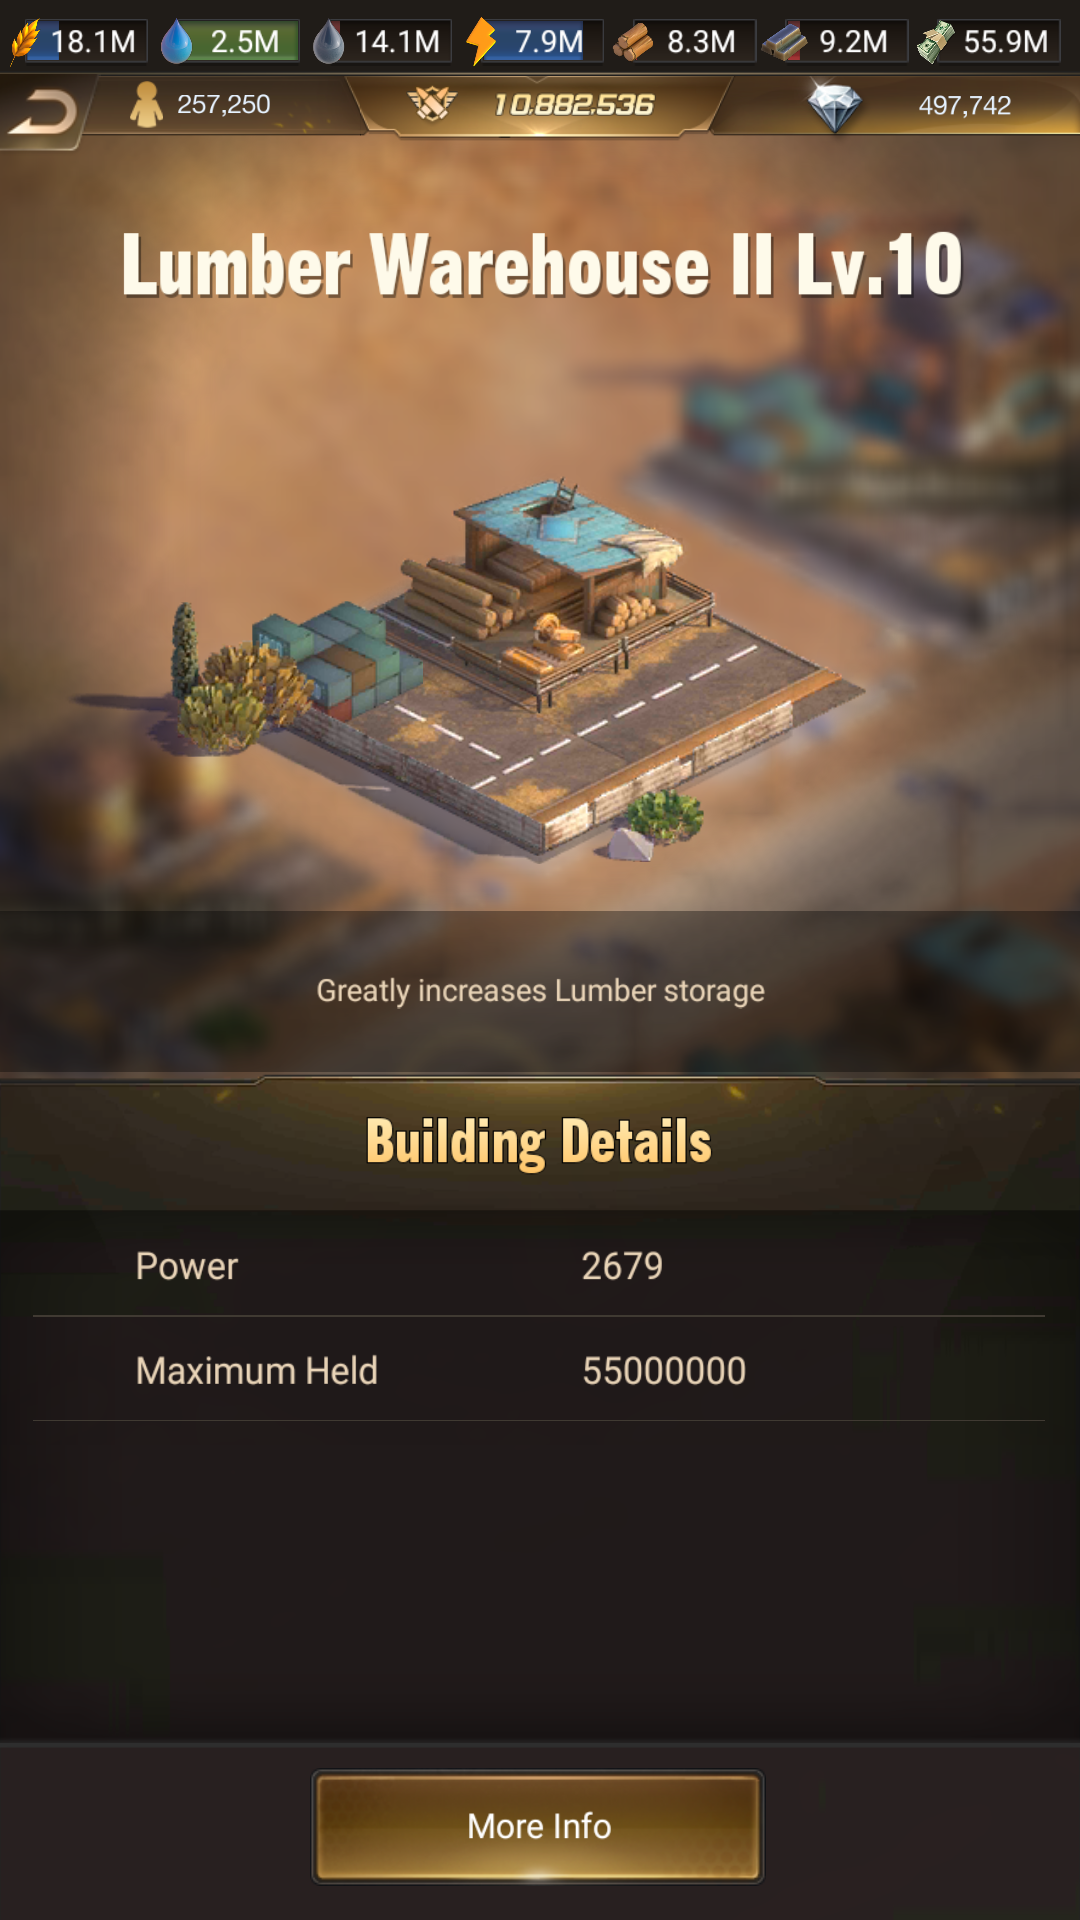 18.1M 2.5M 14.1M 7.9M 8.3M 9.2M 55.9M
257,250 10,882,536 497,742
Lumber Warehouse II Lv.10
Greatly increases Lumber storage
Building Details
Power 2679
Maximum Held 55000000
More Info